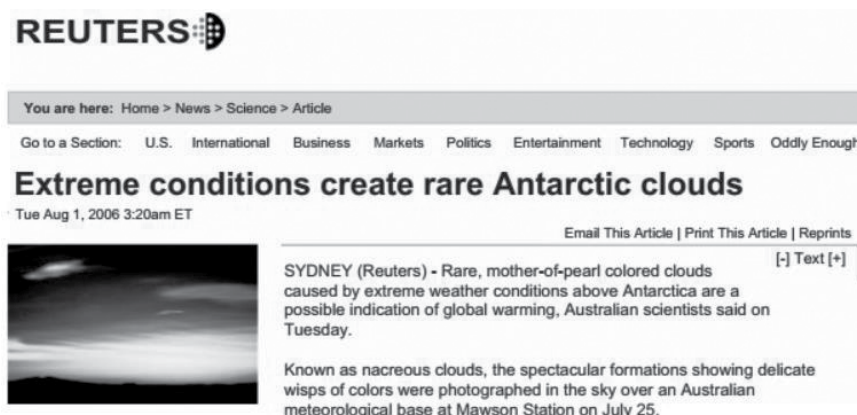 REUTERS
You are here: Home > News > Science > Article
Go to a Section: U.S. International Business Markets Politics Entertainment Technology Sports Oddly Enough
Extreme conditions create rare Antarctic clouds
Tue Aug 1, 2006 3:20am ET
Email This Article | Print This Article | Reprints
[-] Text [+]
SYDNEY (Reuters) - Rare, mother-of-pearl colored clouds
caused by extreme weather conditions above Antarctica are a
possible indication of global warming, Australian scientists said on
Tuesday.
Known as nacreous clouds, the spectacular formations showing delicate
wisps of colors were photographed in the sky over an Australian
meteorological base at Mawson Station on July 25.